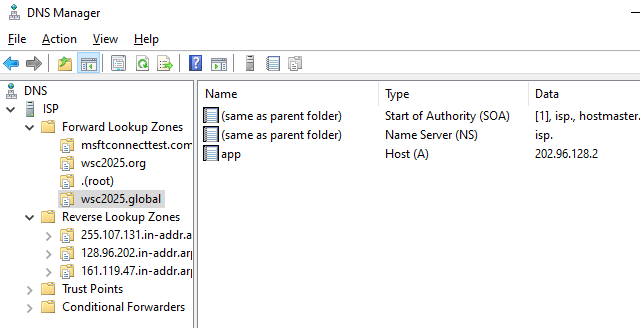 DNS Manager
File Action View Help
DNS
ISP
Forward Lookup Zones
msftconnecttest.com
wsc2025.org
.(root)
wsc2025.global
Reverse Lookup Zones
255.107.131.in-addr.a
128.96.202.in-addr.arp
161.119.47.in-addr.arp
Trust Points
Conditional Forwarders
Name Type Data
(same as parent folder) Start of Authority (SOA) [1], isp., hostmaster.
(same as parent folder) Name Server (NS) isp.
app Host (A) 202.96.128.2